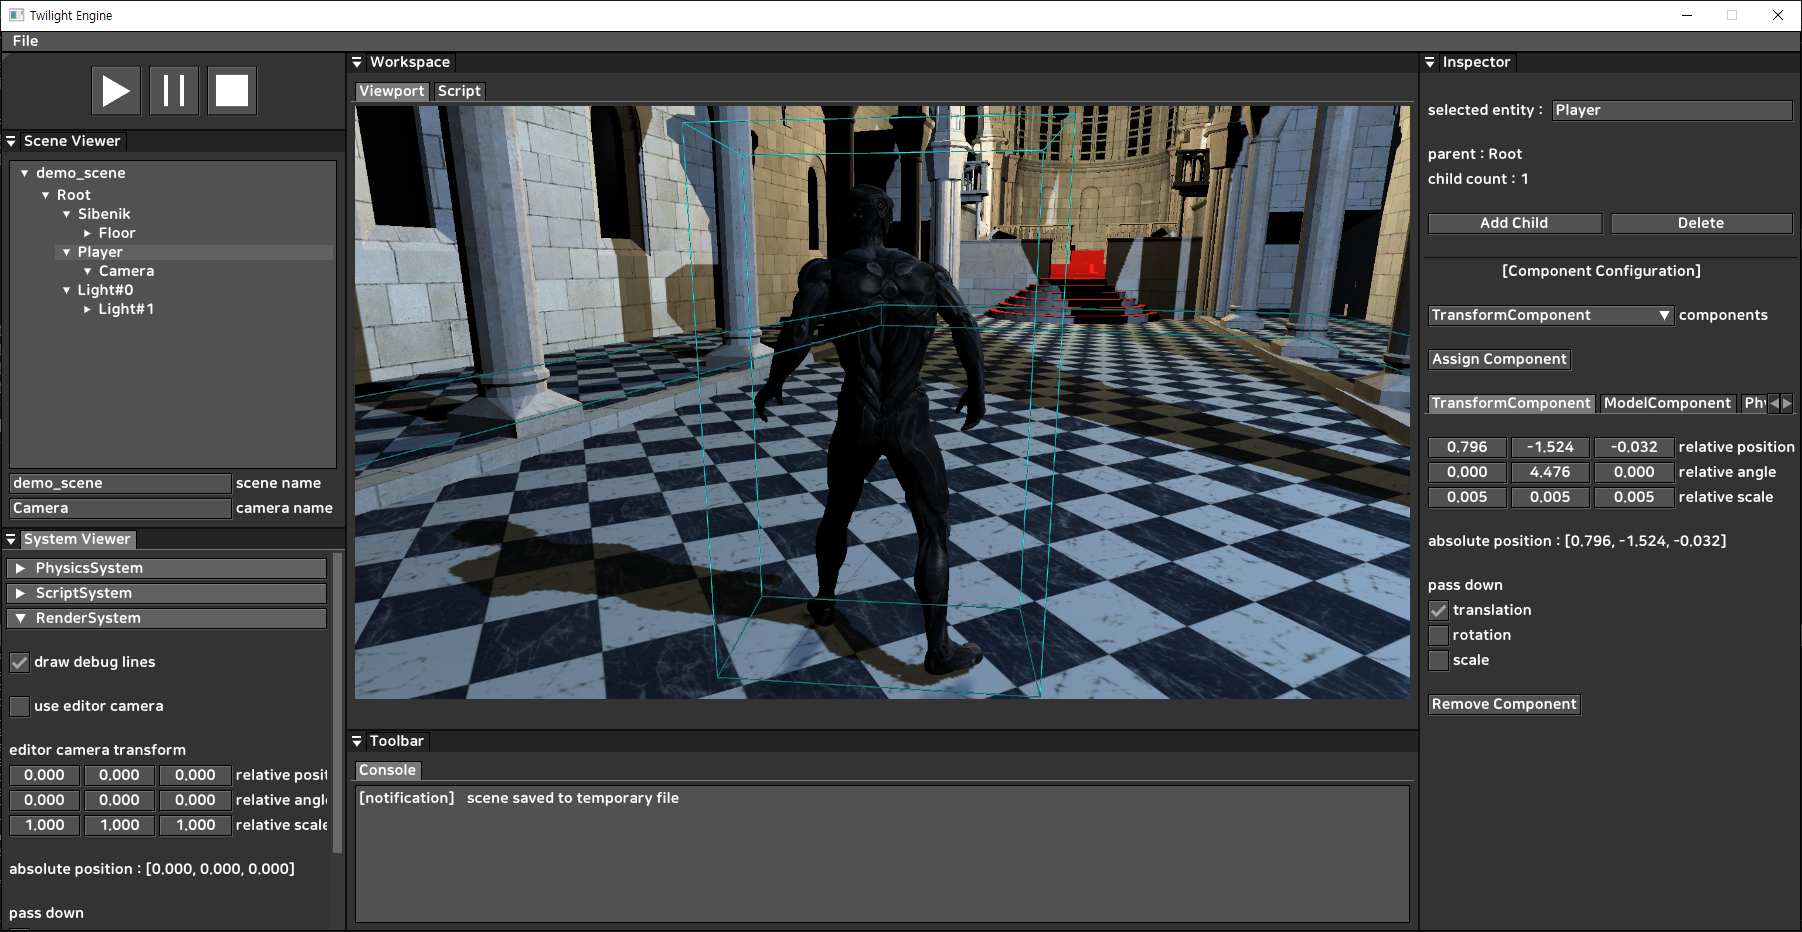 Twilight Engine
File
Scene Viewer
demo_scene
Root
Sibenik
Floor
Player
Camera
Light#0
Light#1
demo_scene scene name
Camera camera name
System Viewer
PhysicsSystem
ScriptSystem
RenderSystem
draw debug lines
use editor camera
editor camera transform
0.000 0.000 0.000 relative posit
0.000 0.000 0.000 relative angl
1.000 1.000 1.000 relative scale
absolute position : [0.000, 0.000, 0.000]
pass down
Workspace
Viewport Script
Toolbar
Console
[notification] scene saved to temporary file
Inspector
selected entity : Player
parent : Root
child count : 1
Add Child Delete
[Component Configuration]
TransformComponent components
Assign Component
TransformComponent ModelComponent Phy
0.796 -1.524 -0.032 relative position
0.000 4.476 0.000 relative angle
0.005 0.005 0.005 relative scale
absolute position : [0.796, -1.524, -0.032]
pass down
translation
rotation
scale
Remove Component